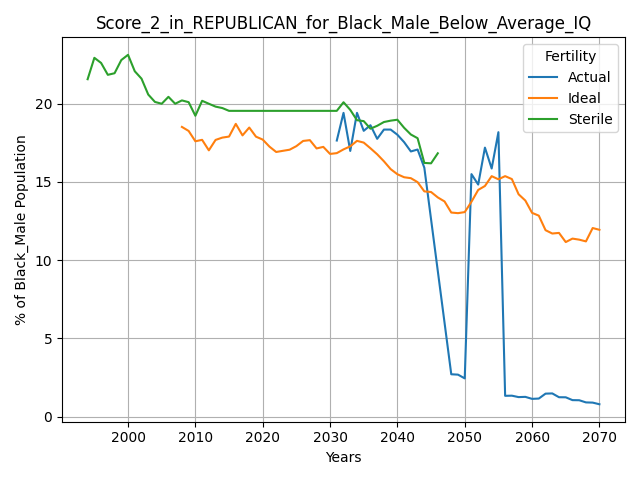 Score_2_in_REPUBLICAN_for_Black_Male_Below_Average_IQ
Fertility
Actual
Ideal
Sterile
% of Black_Male Population
20
15
10
5
0
2000 2010 2020 2030 2040 2050 2060 2070
Years